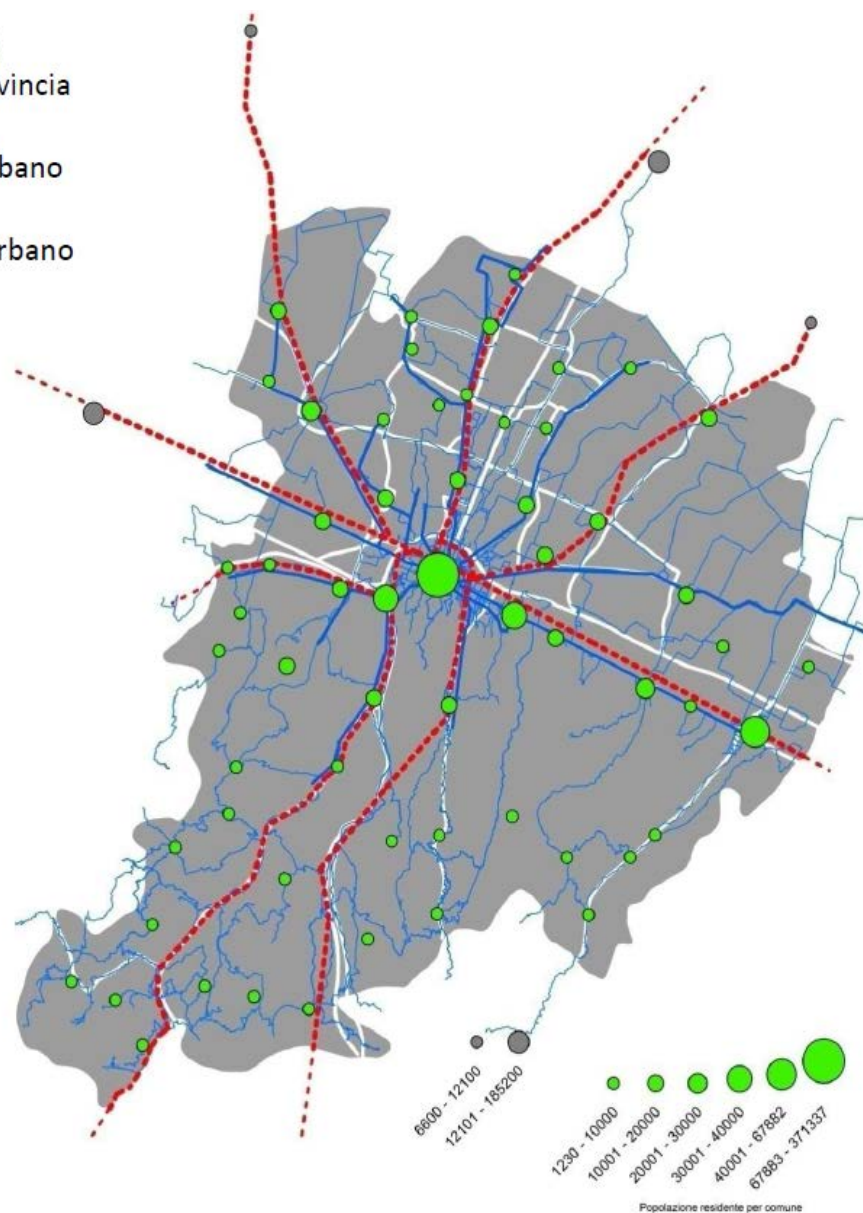 vincia
bano
rbano
6600 - 12100
12101 - 185200
1230 - 10000
10001 - 20000
20001 - 30000
30001 - 40000
40001 - 67882
67883 - 371337
Popolazione residente per comune